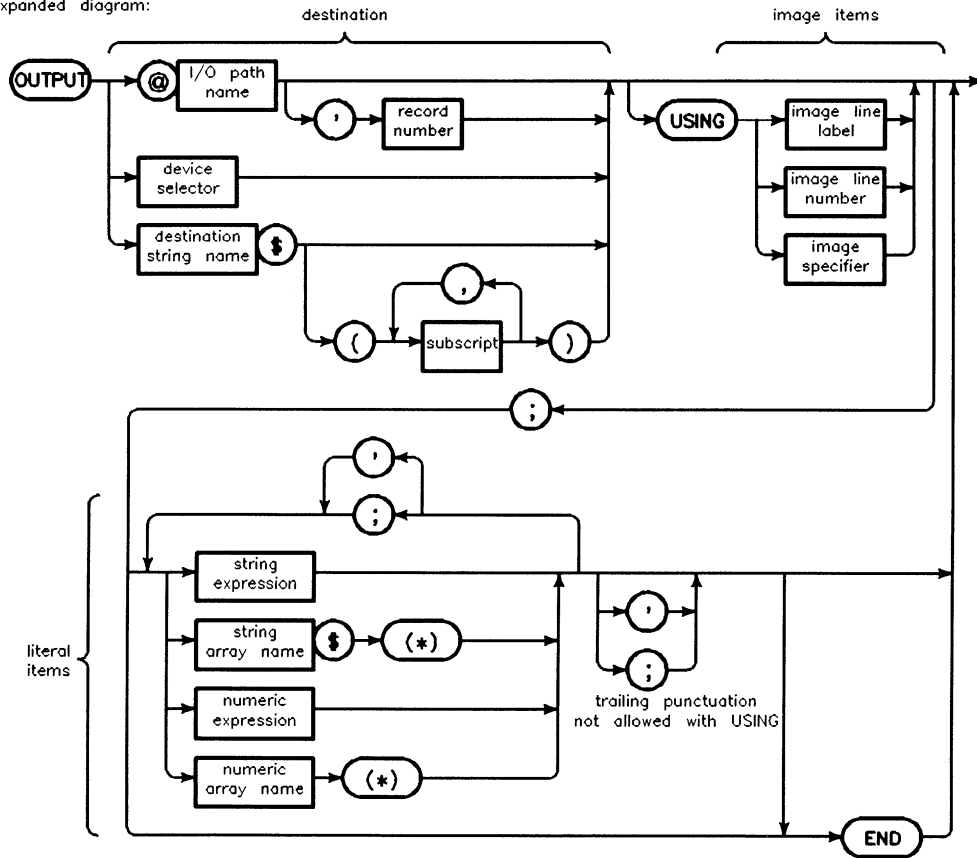 xpanded diagram:
destination
image items
OUTPUT
@
I/O path
name
,
record
number
USING
image line
label
device
selector
image line
number
destination
string name
$
image
specifier
,
(
subscript
)
;
,
;
string
expression
,
string
array name
$
(*)
literal
items
;
trailing punctuation
not allowed with USING
numeric
expression
numeric
array name
(*)
END